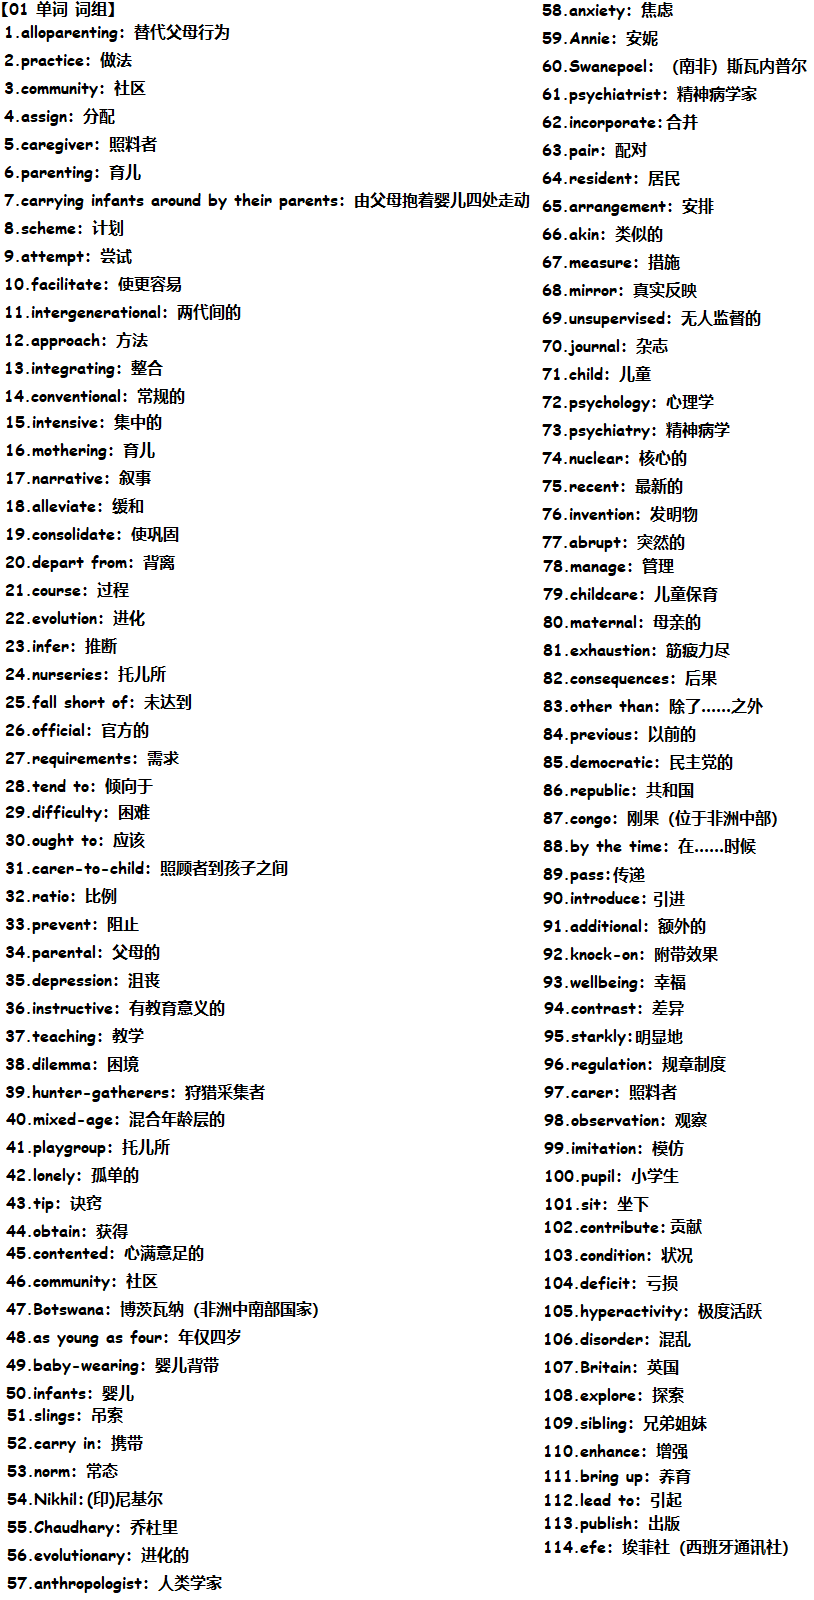 【01 单词 词组】
1.alloparenting: 替代父母行为
2.practice: 做法
3.community: 社区
4.assign: 分配
5.caregiver: 照料者
6.parenting: 育儿
7.carrying infants around by their parents: 由父母抱着婴儿四处走动
8.scheme: 计划
9.attempt: 尝试
10.facilitate: 使更容易
11.intergenerational: 两代间的
12.approach: 方法
13.integrating: 整合
14.conventional: 常规的
15.intensive: 集中的
16.mothering: 育儿
17.narrative: 叙事
18.alleviate: 缓和
19.consolidate: 使巩固
20.depart from: 背离
21.course: 过程
22.evolution: 进化
23.infer: 推断
24.nurseries: 托儿所
25.fall short of: 未达到
26.official: 官方的
27.requirements: 需求
28.tend to: 倾向于
29.difficulty: 困难
30.ought to: 应该
31.carer-to-child: 照顾者到孩子之间
32.ratio: 比例
33.prevent: 阻止
34.parental: 父母的
35.depression: 沮丧
36.instructive: 有教育意义的
37.teaching: 教学
38.dilemma: 困境
39.hunter-gatherers: 狩猎采集者
40.mixed-age: 混合年龄层的
41.playgroup: 托儿所
42.lonely: 孤单的
43.tip: 诀窍
44.obtain: 获得
45.contented: 心满意足的
46.community: 社区
47.Botswana: 博茨瓦纳（非洲中南部国家）
48.as young as four: 年仅四岁
49.baby-wearing: 婴儿背带
50.infants: 婴儿
51.slings: 吊索
52.carry in: 携带
53.norm: 常态
54.Nikhil:(印)尼基尔
55.Chaudhary: 乔杜里
56.evolutionary: 进化的
57.anthropologist: 人类学家
58.anxiety: 焦虑
59.Annie: 安妮
60.Swanepoel: （南非）斯瓦内普尔
61.psychiatrist: 精神病学家
62.incorporate:合并
63.pair: 配对
64.resident: 居民
65.arrangement: 安排
66.akin: 类似的
67.measure: 措施
68.mirror: 真实反映
69.unsupervised: 无人监督的
70.journal: 杂志
71.child: 儿童
72.psychology: 心理学
73.psychiatry: 精神病学
74.nuclear: 核心的
75.recent: 最新的
76.invention: 发明物
77.abrupt: 突然的
78.manage: 管理
79.childcare: 儿童保育
80.maternal: 母亲的
81.exhaustion: 筋疲力尽
82.consequences: 后果
83.other than: 除了……之外
84.previous: 以前的
85.democratic: 民主党的
86.republic: 共和国
87.congo: 刚果（位于非洲中部）
88.by the time: 在……时候
89.pass:传递
90.introduce: 引进
91.additional: 额外的
92.knock-on: 附带效果
93.wellbeing: 幸福
94.contrast: 差异
95.starkly:明显地
96.regulation: 规章制度
97.carer: 照料者
98.observation: 观察
99.imitation: 模仿
100.pupil: 小学生
101.sit: 坐下
102.contribute:贡献
103.condition: 状况
104.deficit: 亏损
105.hyperactivity: 极度活跃
106.disorder: 混乱
107.Britain: 英国
108.explore: 探索
109.sibling: 兄弟姐妹
110.enhance: 增强
111.bring up: 养育
112.lead to: 引起
113.publish: 出版
114.efe: 埃菲社（西班牙通讯社）